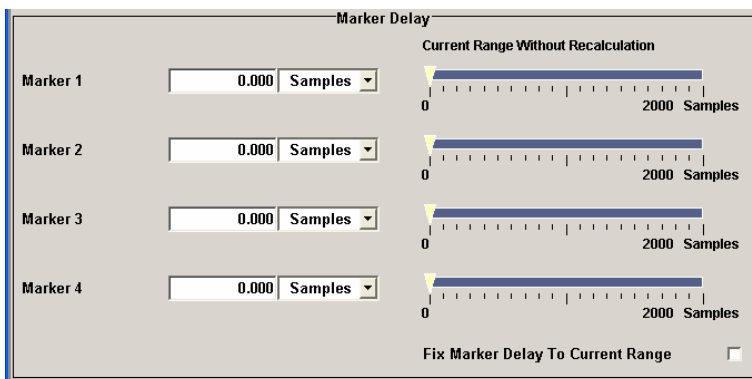 Marker Delay
Current Range Without Recalculation
Marker 1 0.000 Samples
0 2000 Samples
Marker 2 0.000 Samples
0 2000 Samples
Marker 3 0.000 Samples
0 2000 Samples
Marker 4 0.000 Samples
0 2000 Samples
Fix Marker Delay To Current Range